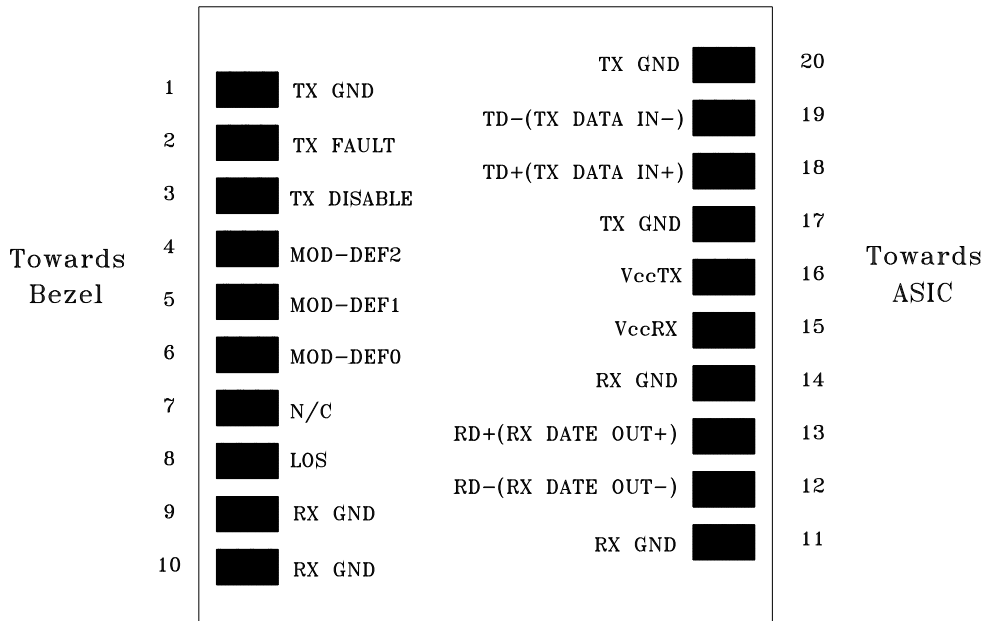 1 TX GND
2 TX FAULT
3 TX DISABLE
4 MOD-DEF2
5 MOD-DEF1
6 MOD-DEF0
7 N/C
8 LOS
9 RX GND
10 RX GND
Towards
Bezel
TX GND 20
TD-(TX DATA IN-) 19
TD+(TX DATA IN+) 18
TX GND 17
VccTX 16
VccRX 15
RX GND 14
RD+(RX DATE OUT+) 13
RD-(RX DATE OUT-) 12
RX GND 11
Towards
ASIC